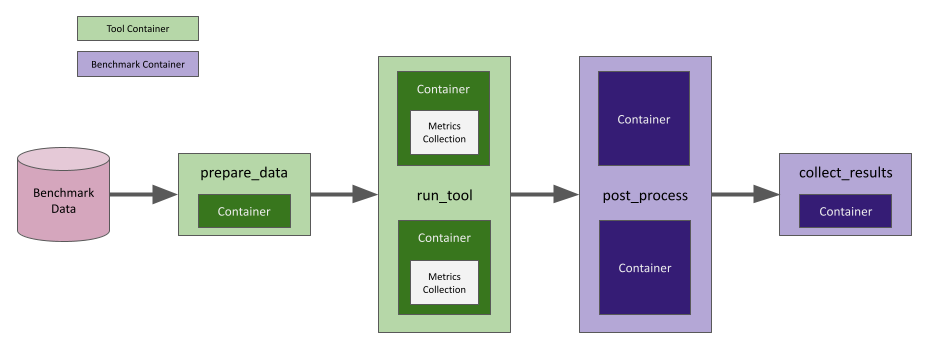 Tool Container
Benchmark Container
Benchmark
Data
prepare_data
Container
Container
Metrics
Collection
run_tool
Container
Metrics
Collection
Container
post_process
Container
collect_results
Container